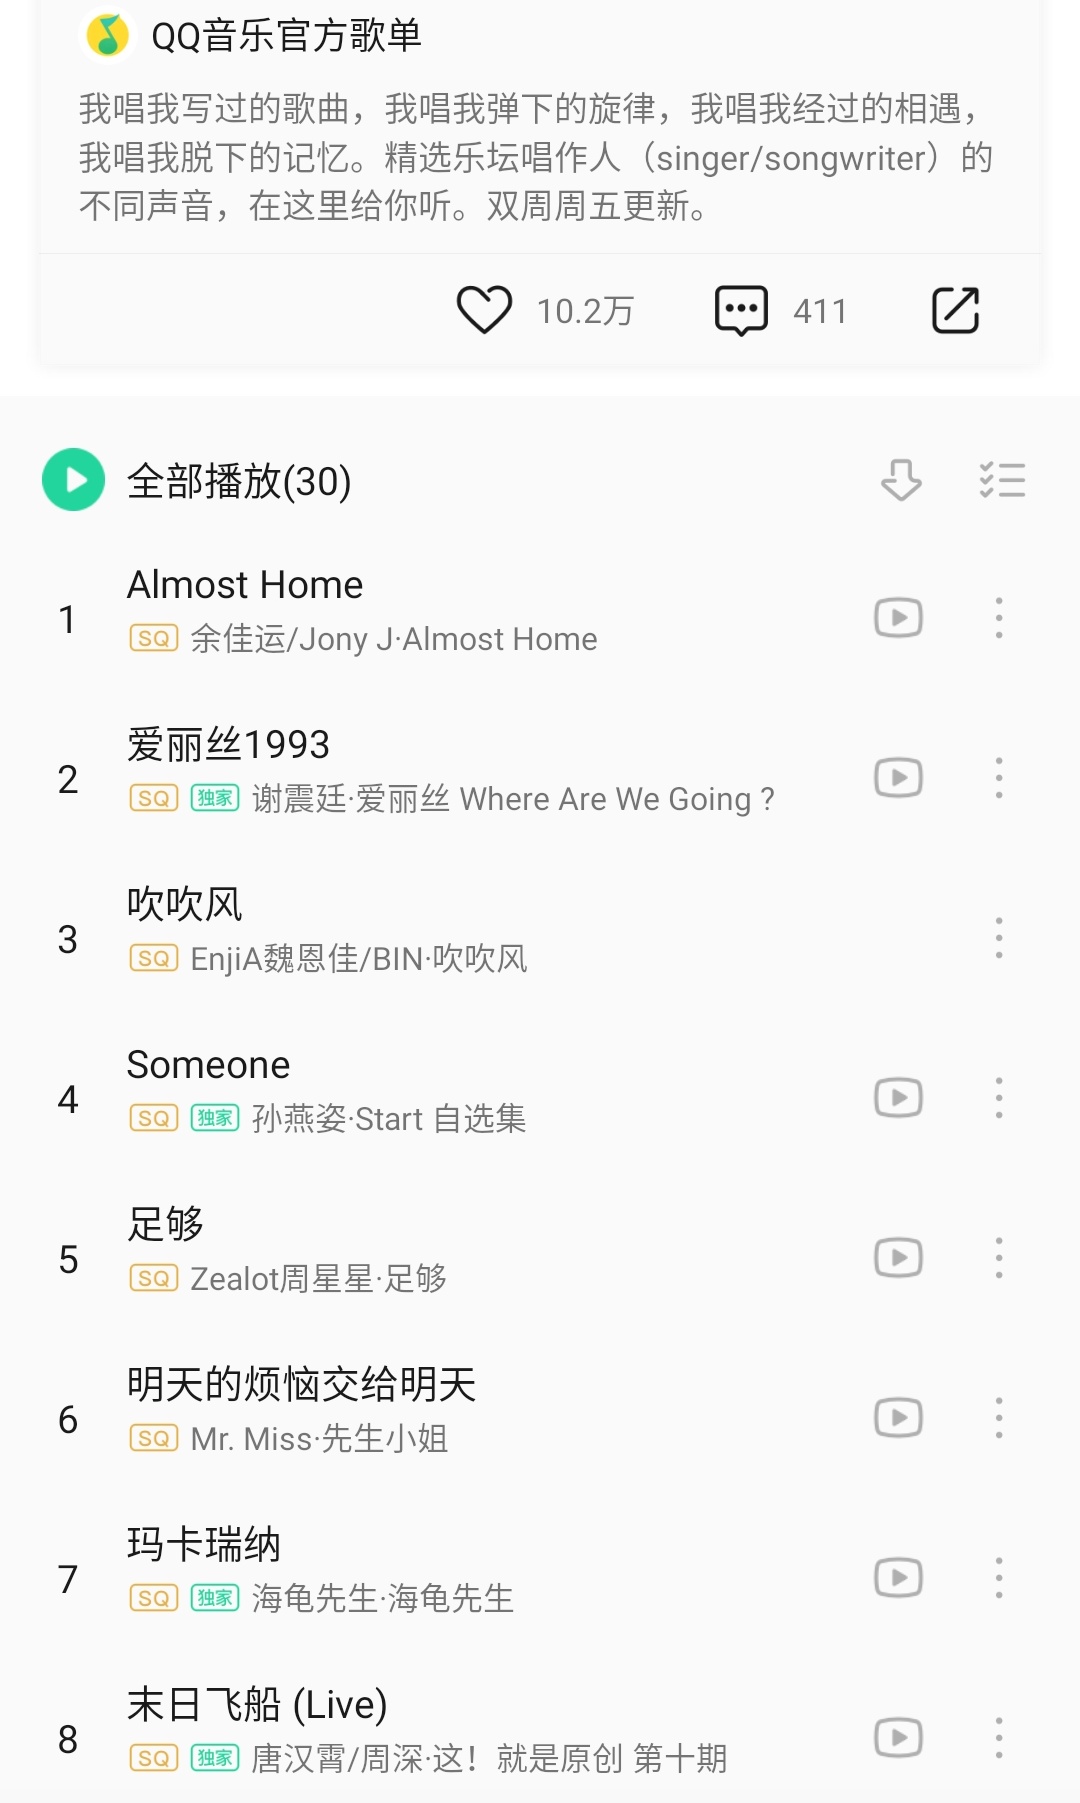 QQ音乐官方歌单
我唱我写过的歌曲，我唱我弹下的旋律，我唱我经过的相遇，
我唱我脱下的记忆。精选乐坛唱作人（singer/songwriter）的
不同声音，在这里给你听。双周周五更新。
10.2万 411
全部播放(30)
1 Almost Home
SQ 余佳运/Jony J·Almost Home
2 爱丽丝1993
SQ 独家 谢震廷·爱丽丝 Where Are We Going ?
3 吹吹风
SQ EnjiA魏恩佳/BIN·吹吹风
4 Someone
SQ 独家 孙燕姿·Start 自选集
5 足够
SQ Zealot周星星·足够
6 明天的烦恼交给明天
SQ Mr. Miss·先生小姐
7 玛卡瑞纳
SQ 独家 海龟先生·海龟先生
8 末日飞船 (Live)
SQ 独家 唐汉霄/周深·这！就是原创 第十期